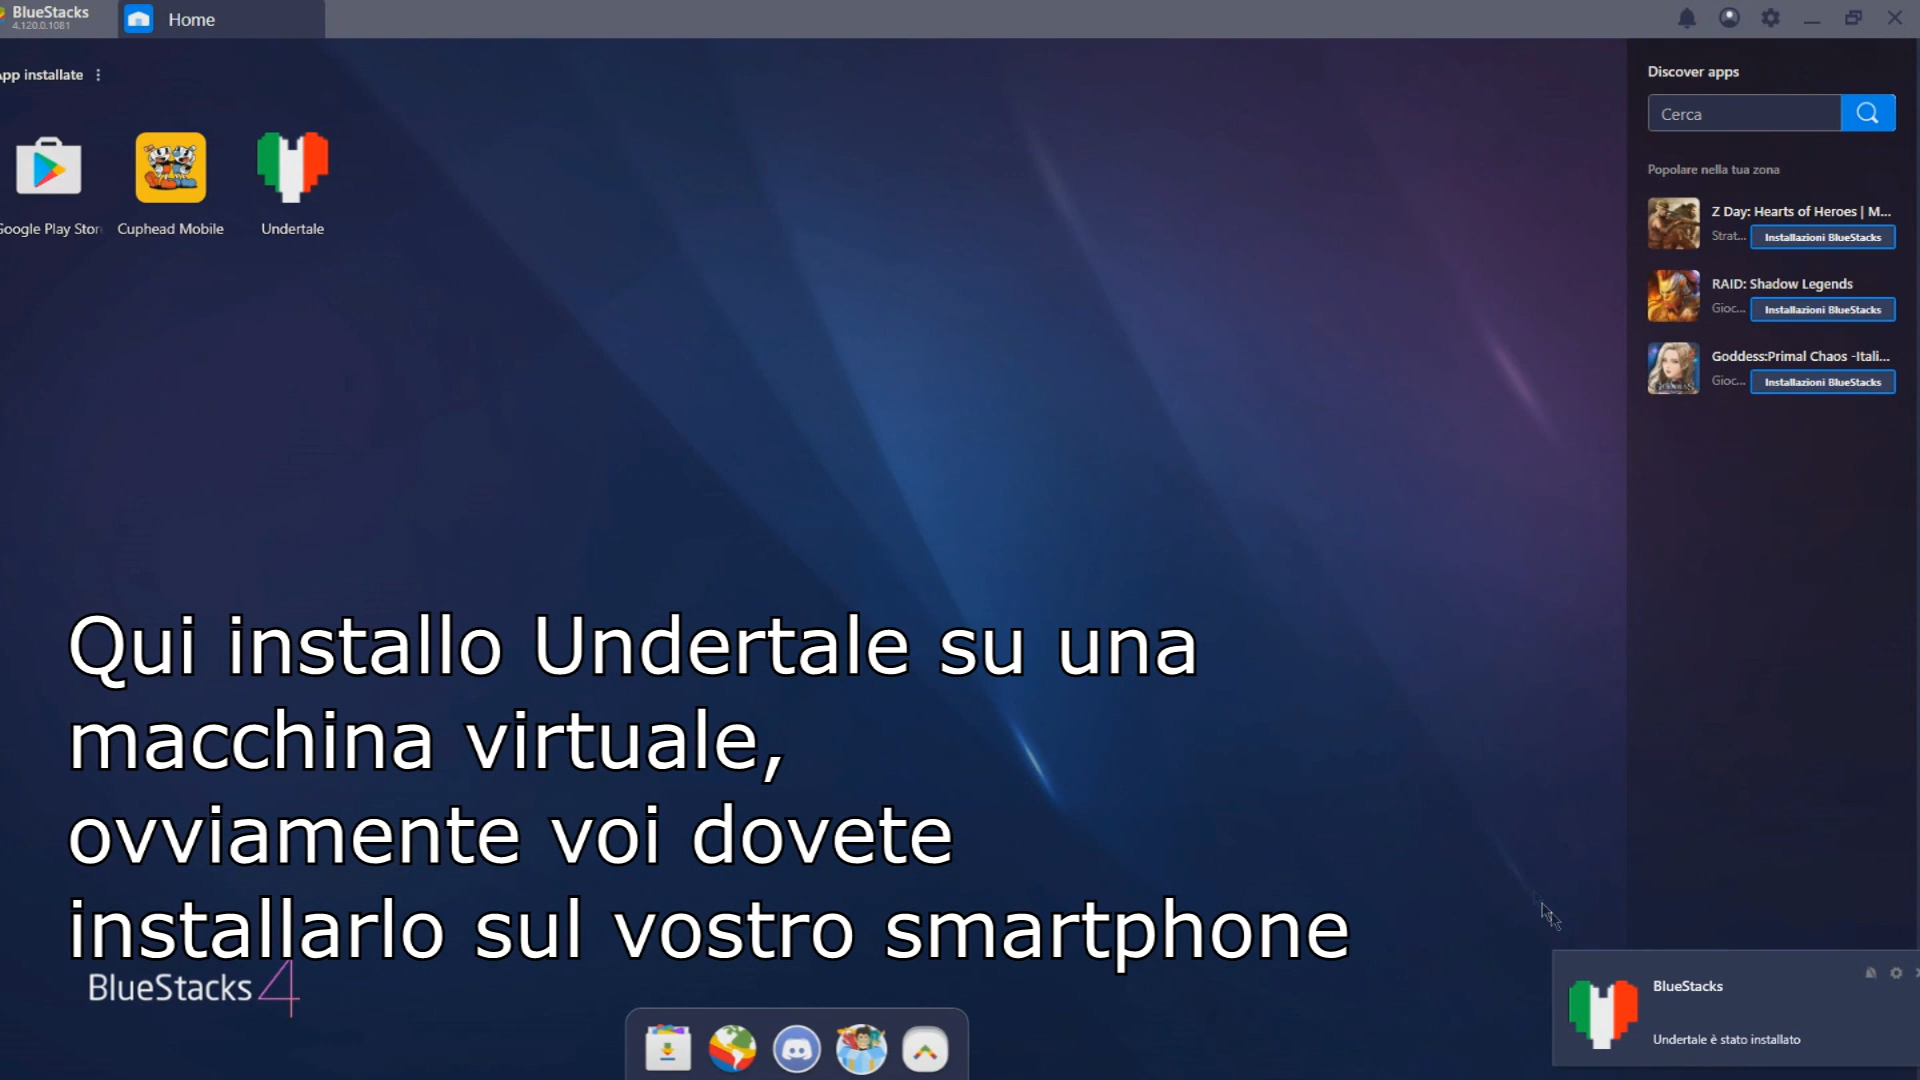 BlueStacks
4.120.0.1081
Home
App installate
Discover apps
Cerca
Popolare nella tua zona
Google Play Stor
Cuphead Mobile
Undertale
Z Day: Hearts of Heroes | M...
Strat...
Installazioni BlueStacks
RAID: Shadow Legends
Gioc...
Installazioni BlueStacks
Goddess:Primal Chaos -Itali...
Gioc...
Installazioni BlueStacks
Qui installo Undertale su una
macchina virtuale,
ovviamente voi dovete
installarlo sul vostro smartphone
BlueStacks 4
BlueStacks
Undertale è stato installato